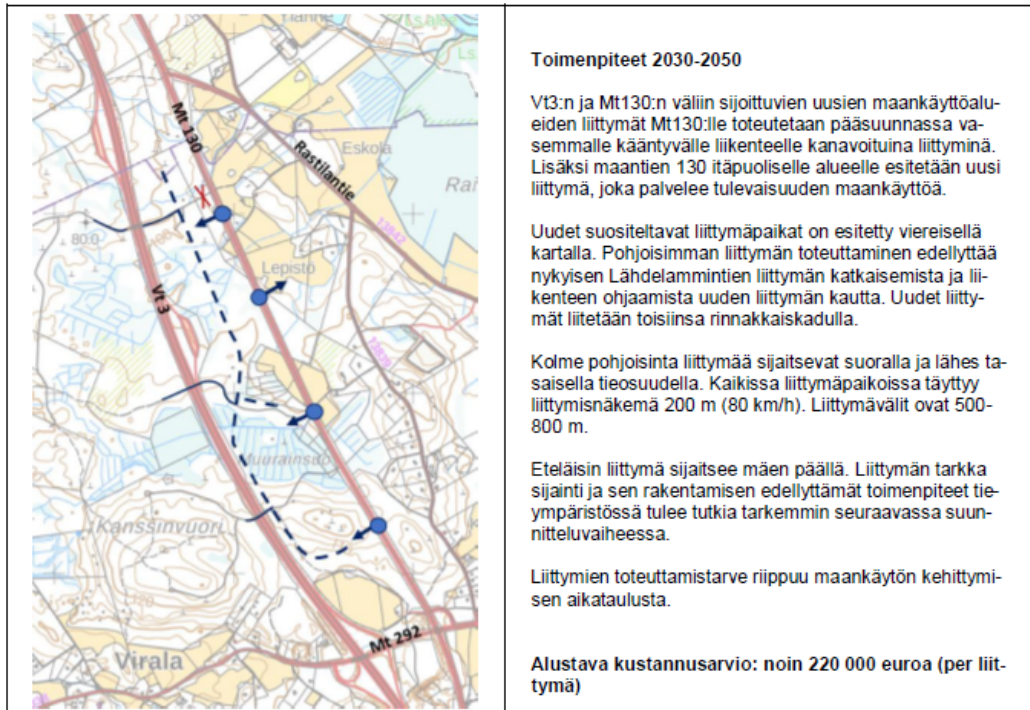 Ylänne
Mt 130
Rastilantie
Eskola
Rai
13842
80.0
Lepistö
Vt 3
Muurainsuo
Kanssinvuori
Mt 292
Virala
Toimenpiteet 2030-2050
Vt3:n ja Mt130:n väliin sijoittuvien uusien maankäyttöalu-
eiden liittymät Mt130:lle toteutetaan pääsuunnassa va-
semmalle kääntyvälle liikenteelle kanavoituina liittyminä.
Lisäksi maantien 130 itäpuoliselle alueelle esitetään uusi
liittymä, joka palvelee tulevaisuuden maankäyttöä.
Uudet suositeltavat liittymäpaikat on esitetty viereisellä
kartalla. Pohjoisimman liittymän toteuttaminen edellyttää
nykyisen Lähdelammintien liittymän katkaisemista ja lii-
kenteen ohjaamista uuden liittymän kautta. Uudet liitty-
mät liitetään toisiinsa rinnakkaiskadulla.
Kolme pohjoisinta liittymää sijaitsevat suoralla ja lähes ta-
saisella tieosuudella. Kaikissa liittymäpaikoissa täyttyy
liittymisnäkemä 200 m (80 km/h). Liittymävälit ovat 500-
800 m.
Eteläisin liittymä sijaitsee mäen päällä. Liittymän tarkka
sijainti ja sen rakentamisen edellyttämät toimenpiteet tie-
ympäristössä tulee tutkia tarkemmin seuraavassa suun-
nitteluvaiheessa.
Liittymien toteuttamistarve riippuu maankäytön kehittymi-
sen aikataulusta.
Alustava kustannusarvio: noin 220 000 euroa (per liit-
tymä)